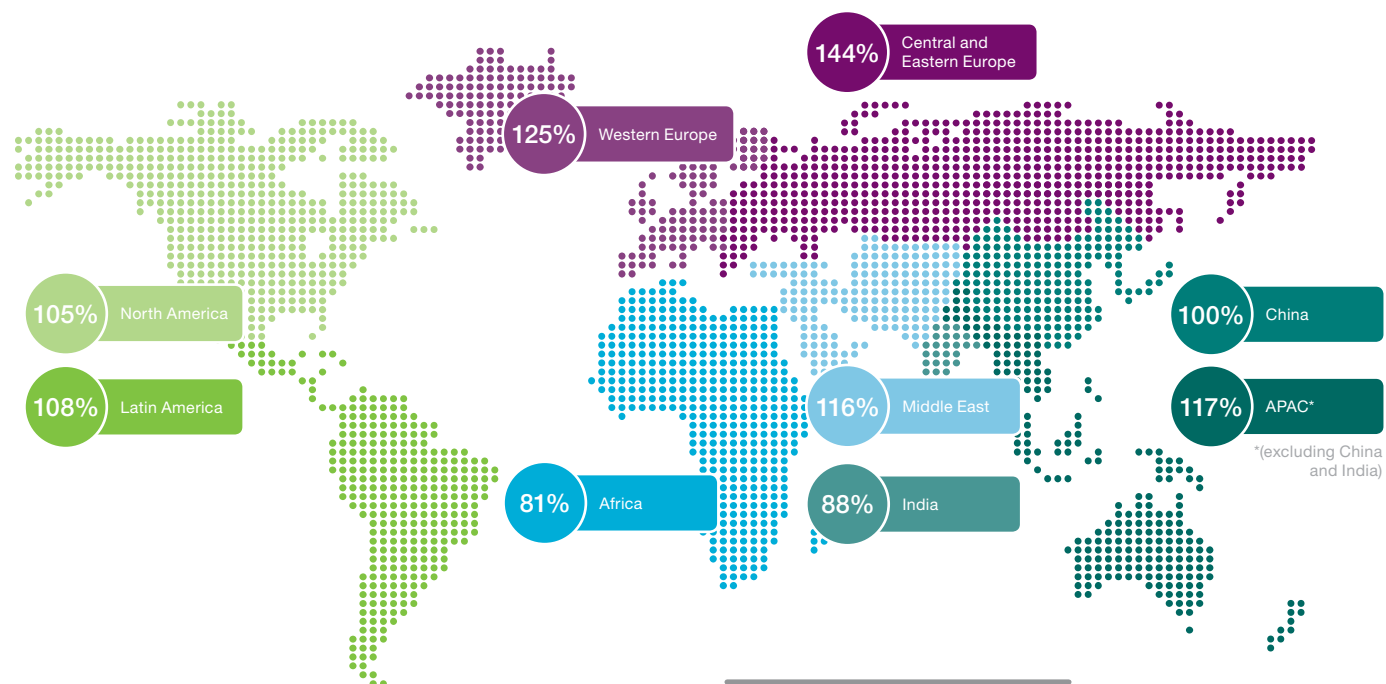 144%
Central and
Eastern Europe
125%
Western Europe
105%
North America
100%
China
108%
Latin America
116%
Middle East
117%
APAC*
*(excluding China
and India)
81%
Africa
88%
India